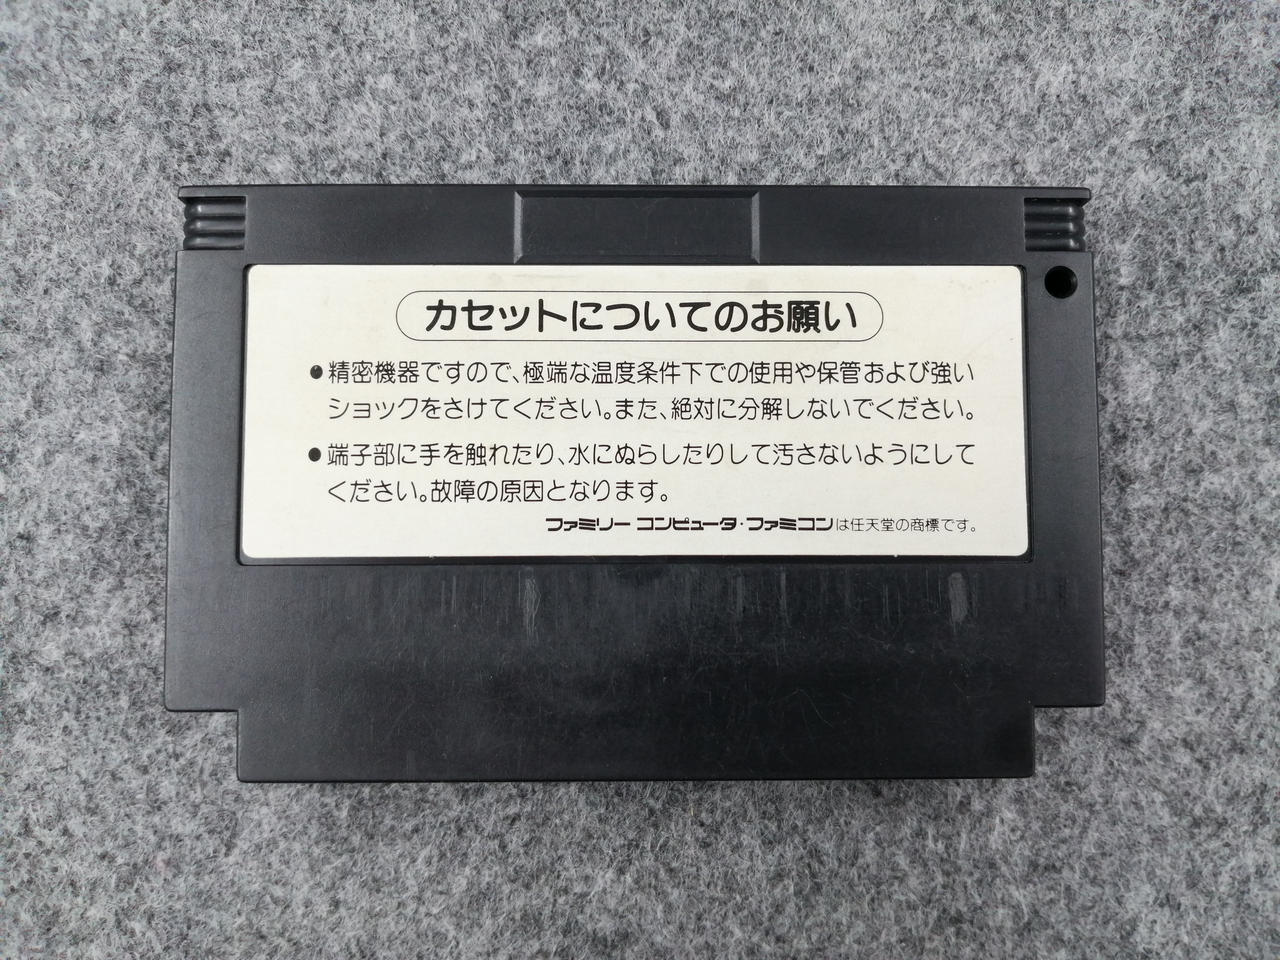 カセットについてのお願い
●精密機器ですので、極端な温度条件下での使用や保管および強い
ショックをさけてください。また、絶対に分解しないでください。
●端子部に手を触れたり、水にぬらしたりして汚さないようにして
ください。故障の原因となります。
ファミリー コンピュータ・ファミコンは任天堂の商標です。